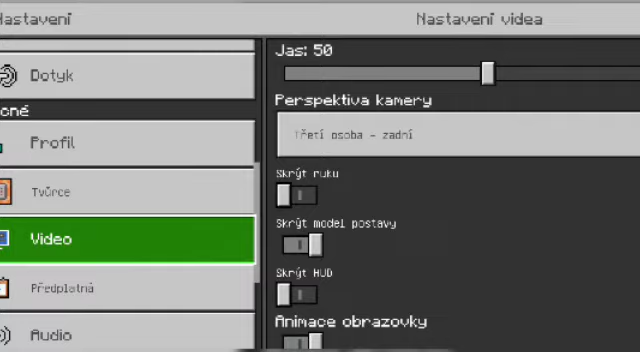 Nastavení
Nastavení videa
Dotyk
Profil
Tvůrce
Video
Předplatná
Audio
Jas: 50
Perspektiva kamery
Třetí osoba - zadní
Skrýt ruku
Skrýt model postavy
Skrýt HUD
Animace obrazovky